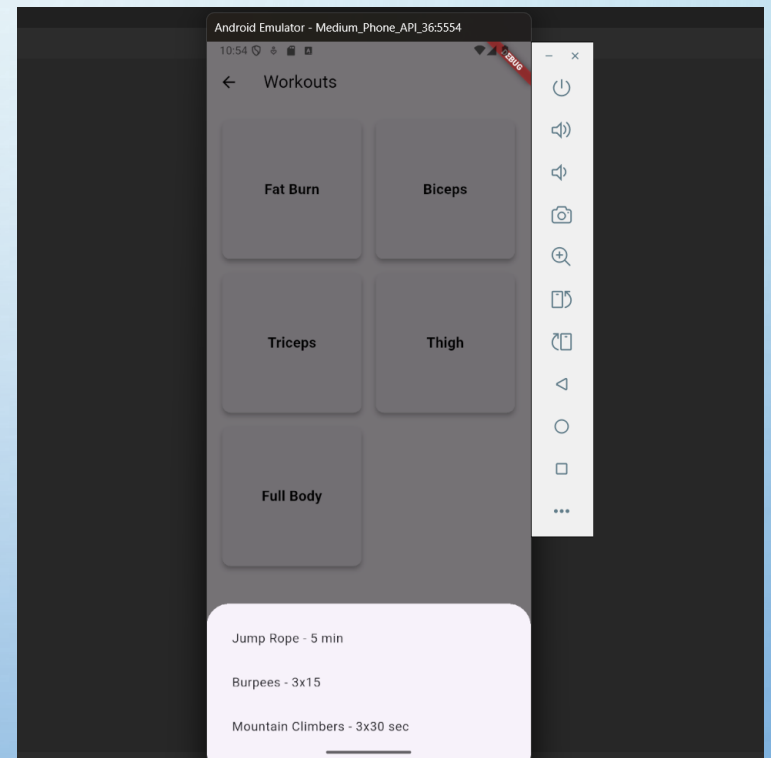 Android Emulator - Medium_Phone_API_36:5554
10:54
DEBUG
Workouts
Fat Burn Biceps
Triceps Thigh
Full Body
Jump Rope - 5 min
Burpees - 3x15
Mountain Climbers - 3x30 sec